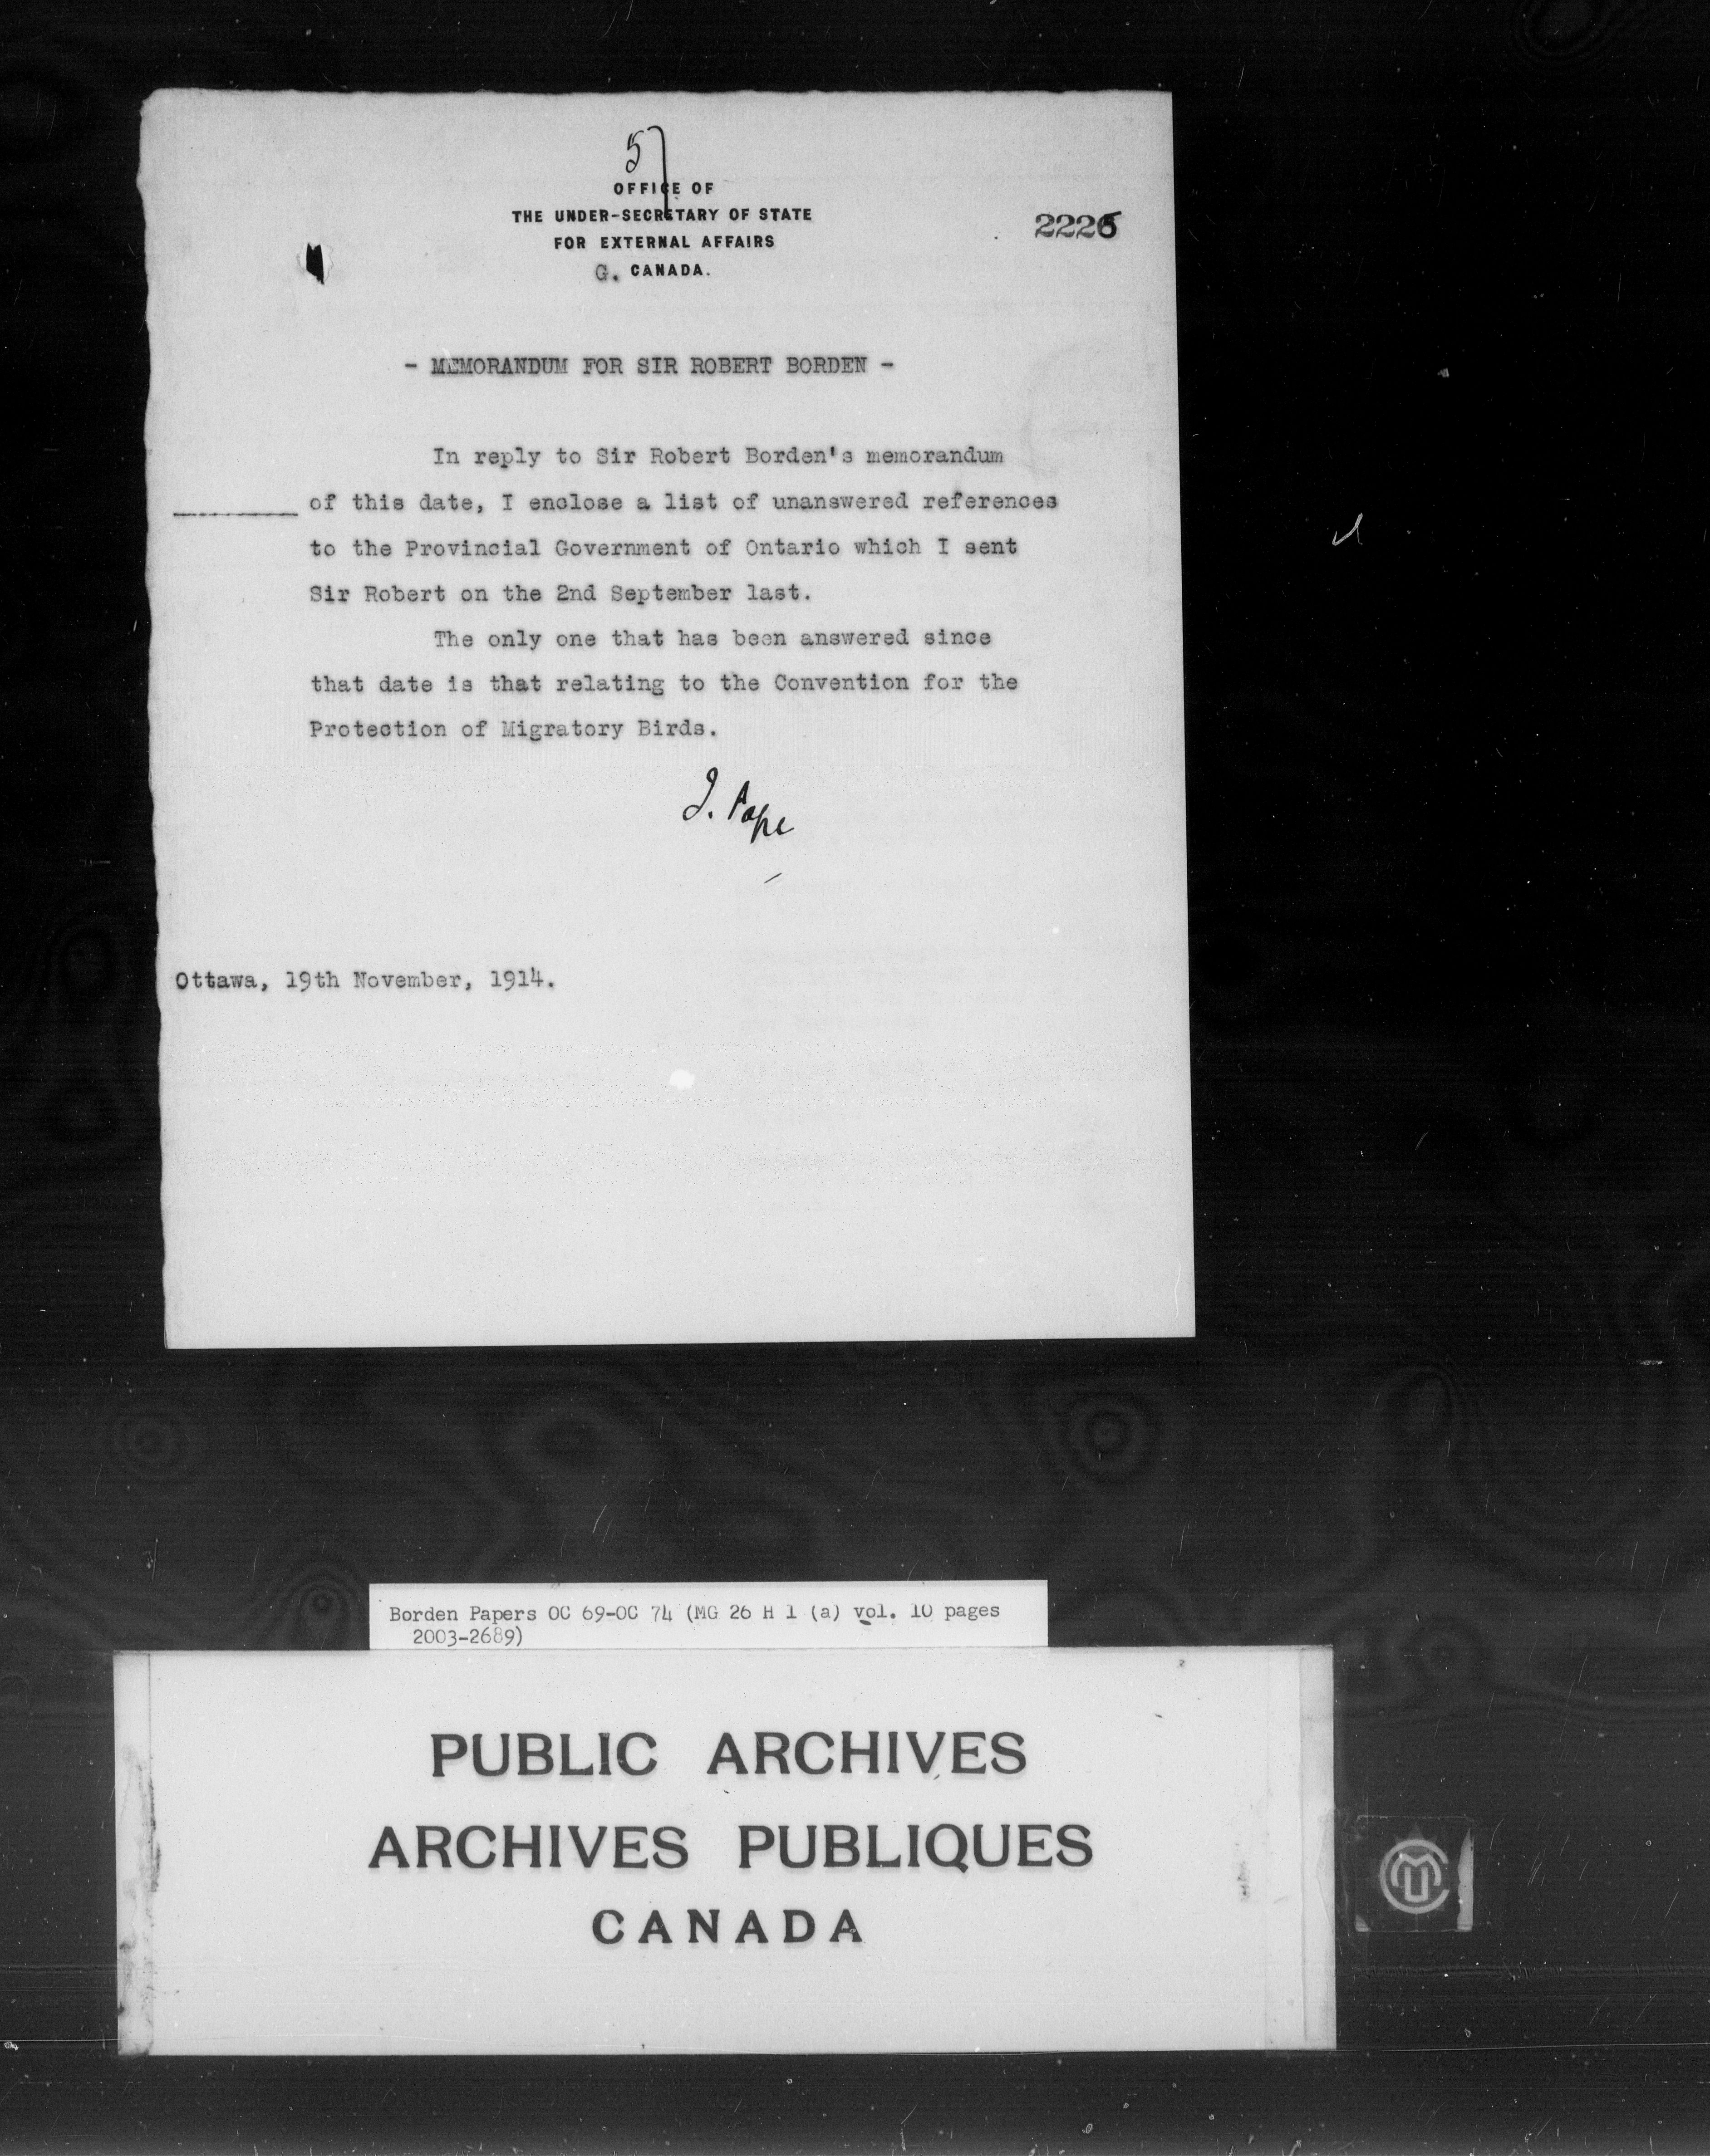 57
OFFICE OF
THE UNDER-SECRETARY OF STATE
FOR EXTERNAL AFFAIRS
G. CANADA.
- MEMORANDUM FOR SIR ROBERT BORDEN -
In reply to Sir Robert Borden's memorandum
of this date, I enclose a list of unanswered references
to the Provincial Government of Ontario which I sent
Sir Robert on the 2nd September last.
The only one that has been answered since
that date is that relating to the Convention for the
Protection of Migratory Birds.
J. Pope
Ottawa, 19th November, 1914.
Borden Papers OC 69-OC 74 (MG 26 H 1 (a) vol. 10 pages
2003-2689)
PUBLIC ARCHIVES
ARCHIVES PUBLIQUES
CANADA